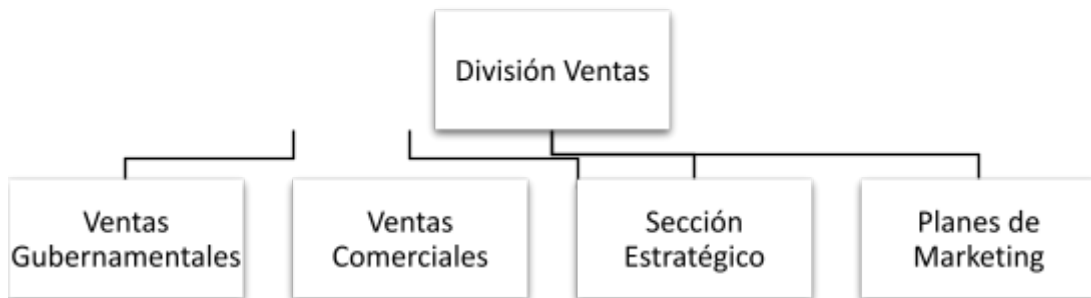 División Ventas
Ventas
Gubernamentales
Ventas
Comerciales
Sección
Estratégico
Planes de
Marketing